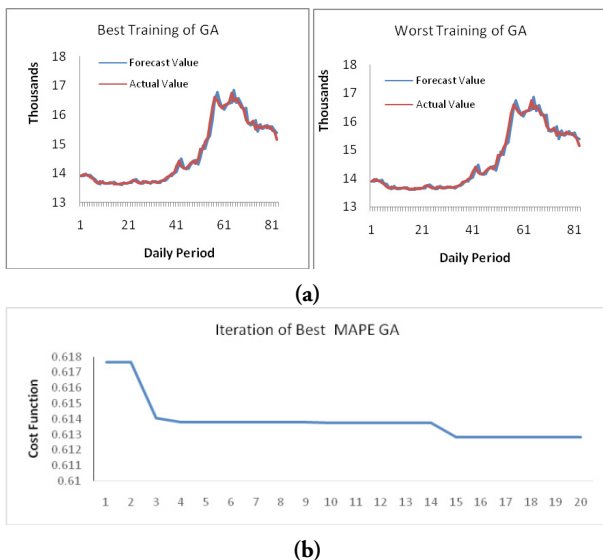 Best Training of GA
18
17
16
15
14
13
Thousands
Forecast Value
Actual Value
1 21 41 61 81
Daily Period
Worst Training of GA
18
17
16
15
14
13
Thousands
Forecast Value
Actual Value
1 21 41 61 81
Daily Period
(a)
Iteration of Best MAPE GA
0.618
0.617
0.616
0.615
0.614
0.613
0.612
0.611
0.61
Cost Function
1 2 3 4 5 6 7 8 9 10 11 12 13 14 15 16 17 18 19 20
(b)